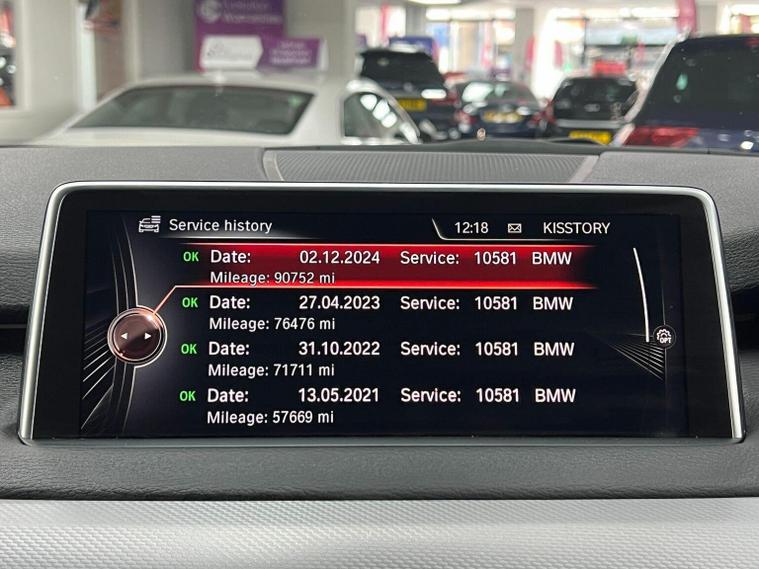 Service history 12:18 KISSTORY
OK Date: 02.12.2024 Service: 10581 BMW
Mileage: 90752 mi
OK Date: 27.04.2023 Service: 10581 BMW
Mileage: 76476 mi
OK Date: 31.10.2022 Service: 10581 BMW
Mileage: 71711 mi
OK Date: 13.05.2021 Service: 10581 BMW
Mileage: 57669 mi
OPT